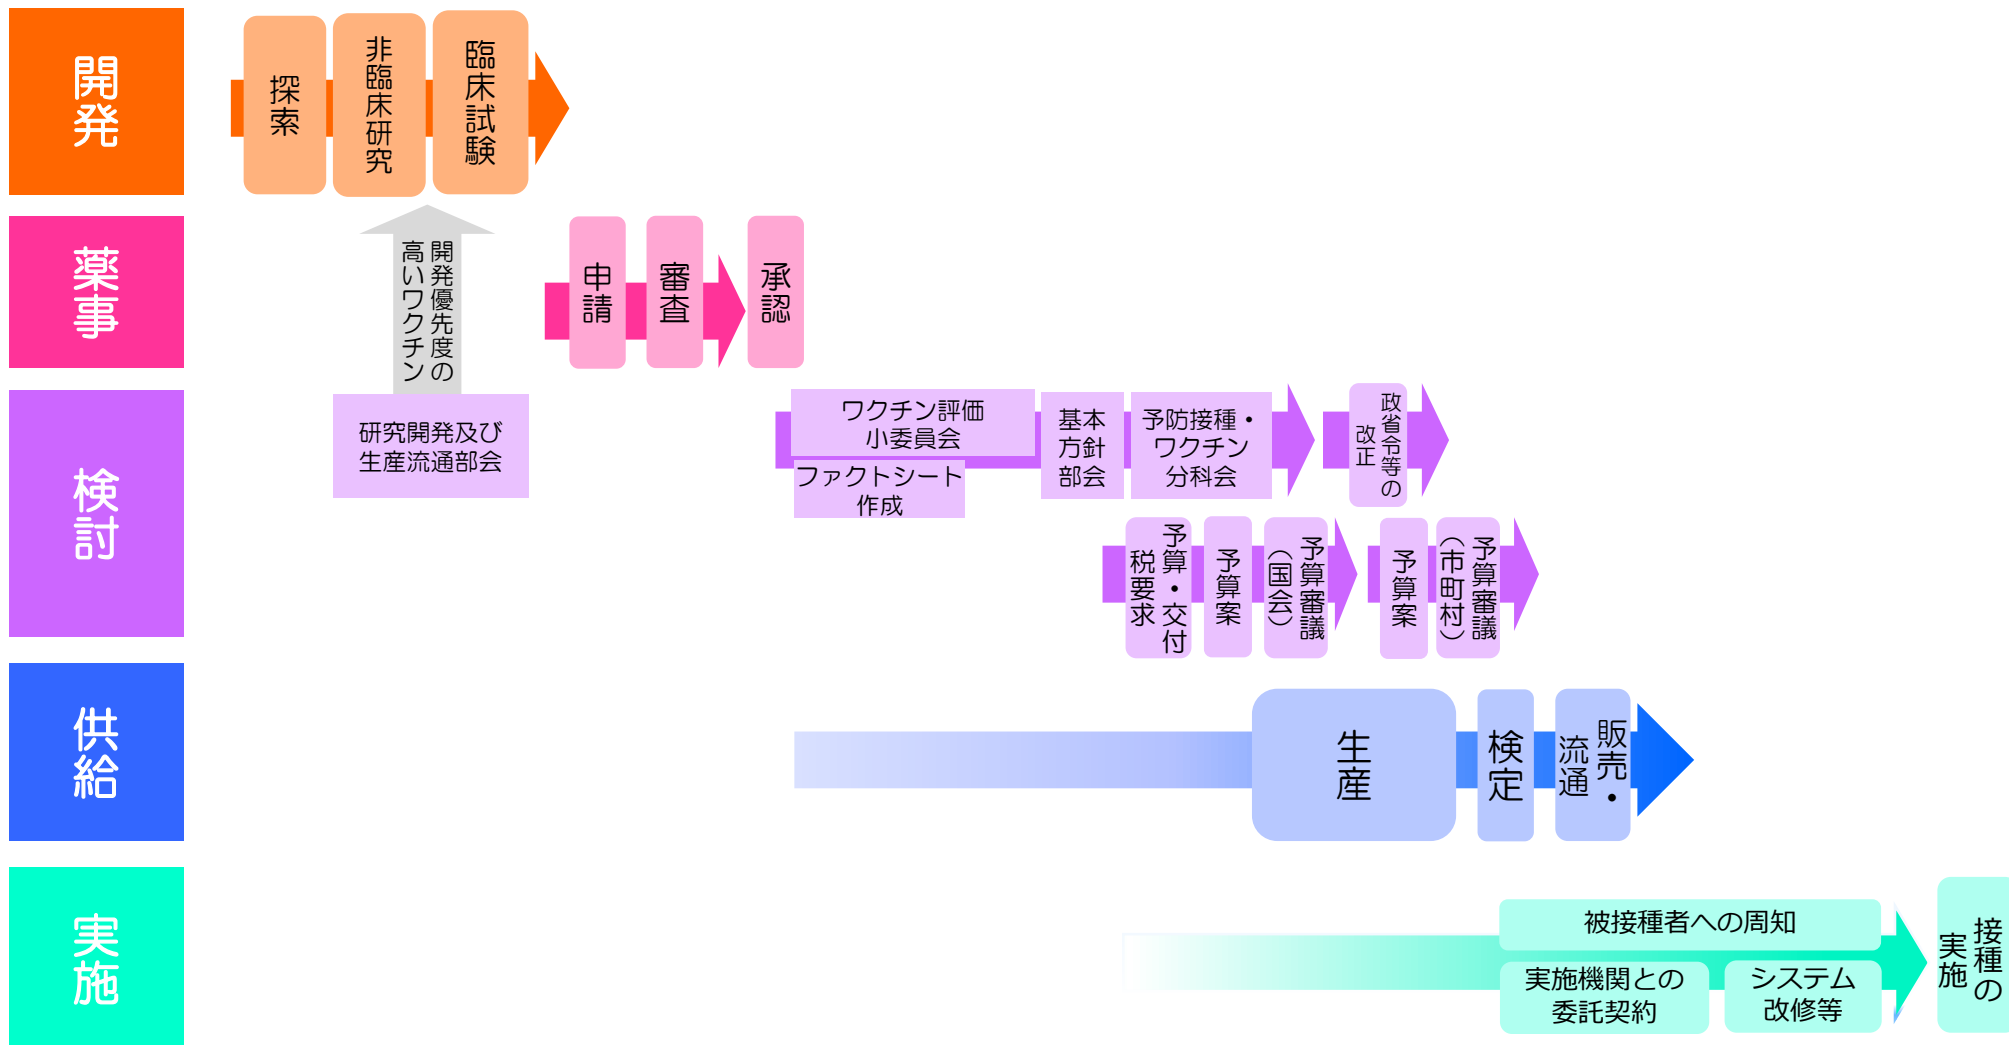 開発
探索
非臨床研究
臨床試験
開発優先度の
高いワクチン
薬事
申請
審査
承認
検討
研究開発及び
生産流通部会
ワクチン評価
小委員会
ファクトシート
作成
基本
方針
部会
予防接種・
ワクチン
分科会
政省令等の
改正
予算・交付
税要求
予算案
予算審議
（国会）
予算案
予算審議
（市町村）
供給
生産
検定
販売・
流通
実施
被接種者への周知
実施機関との
委託契約
システム
改修等
接種の
実施